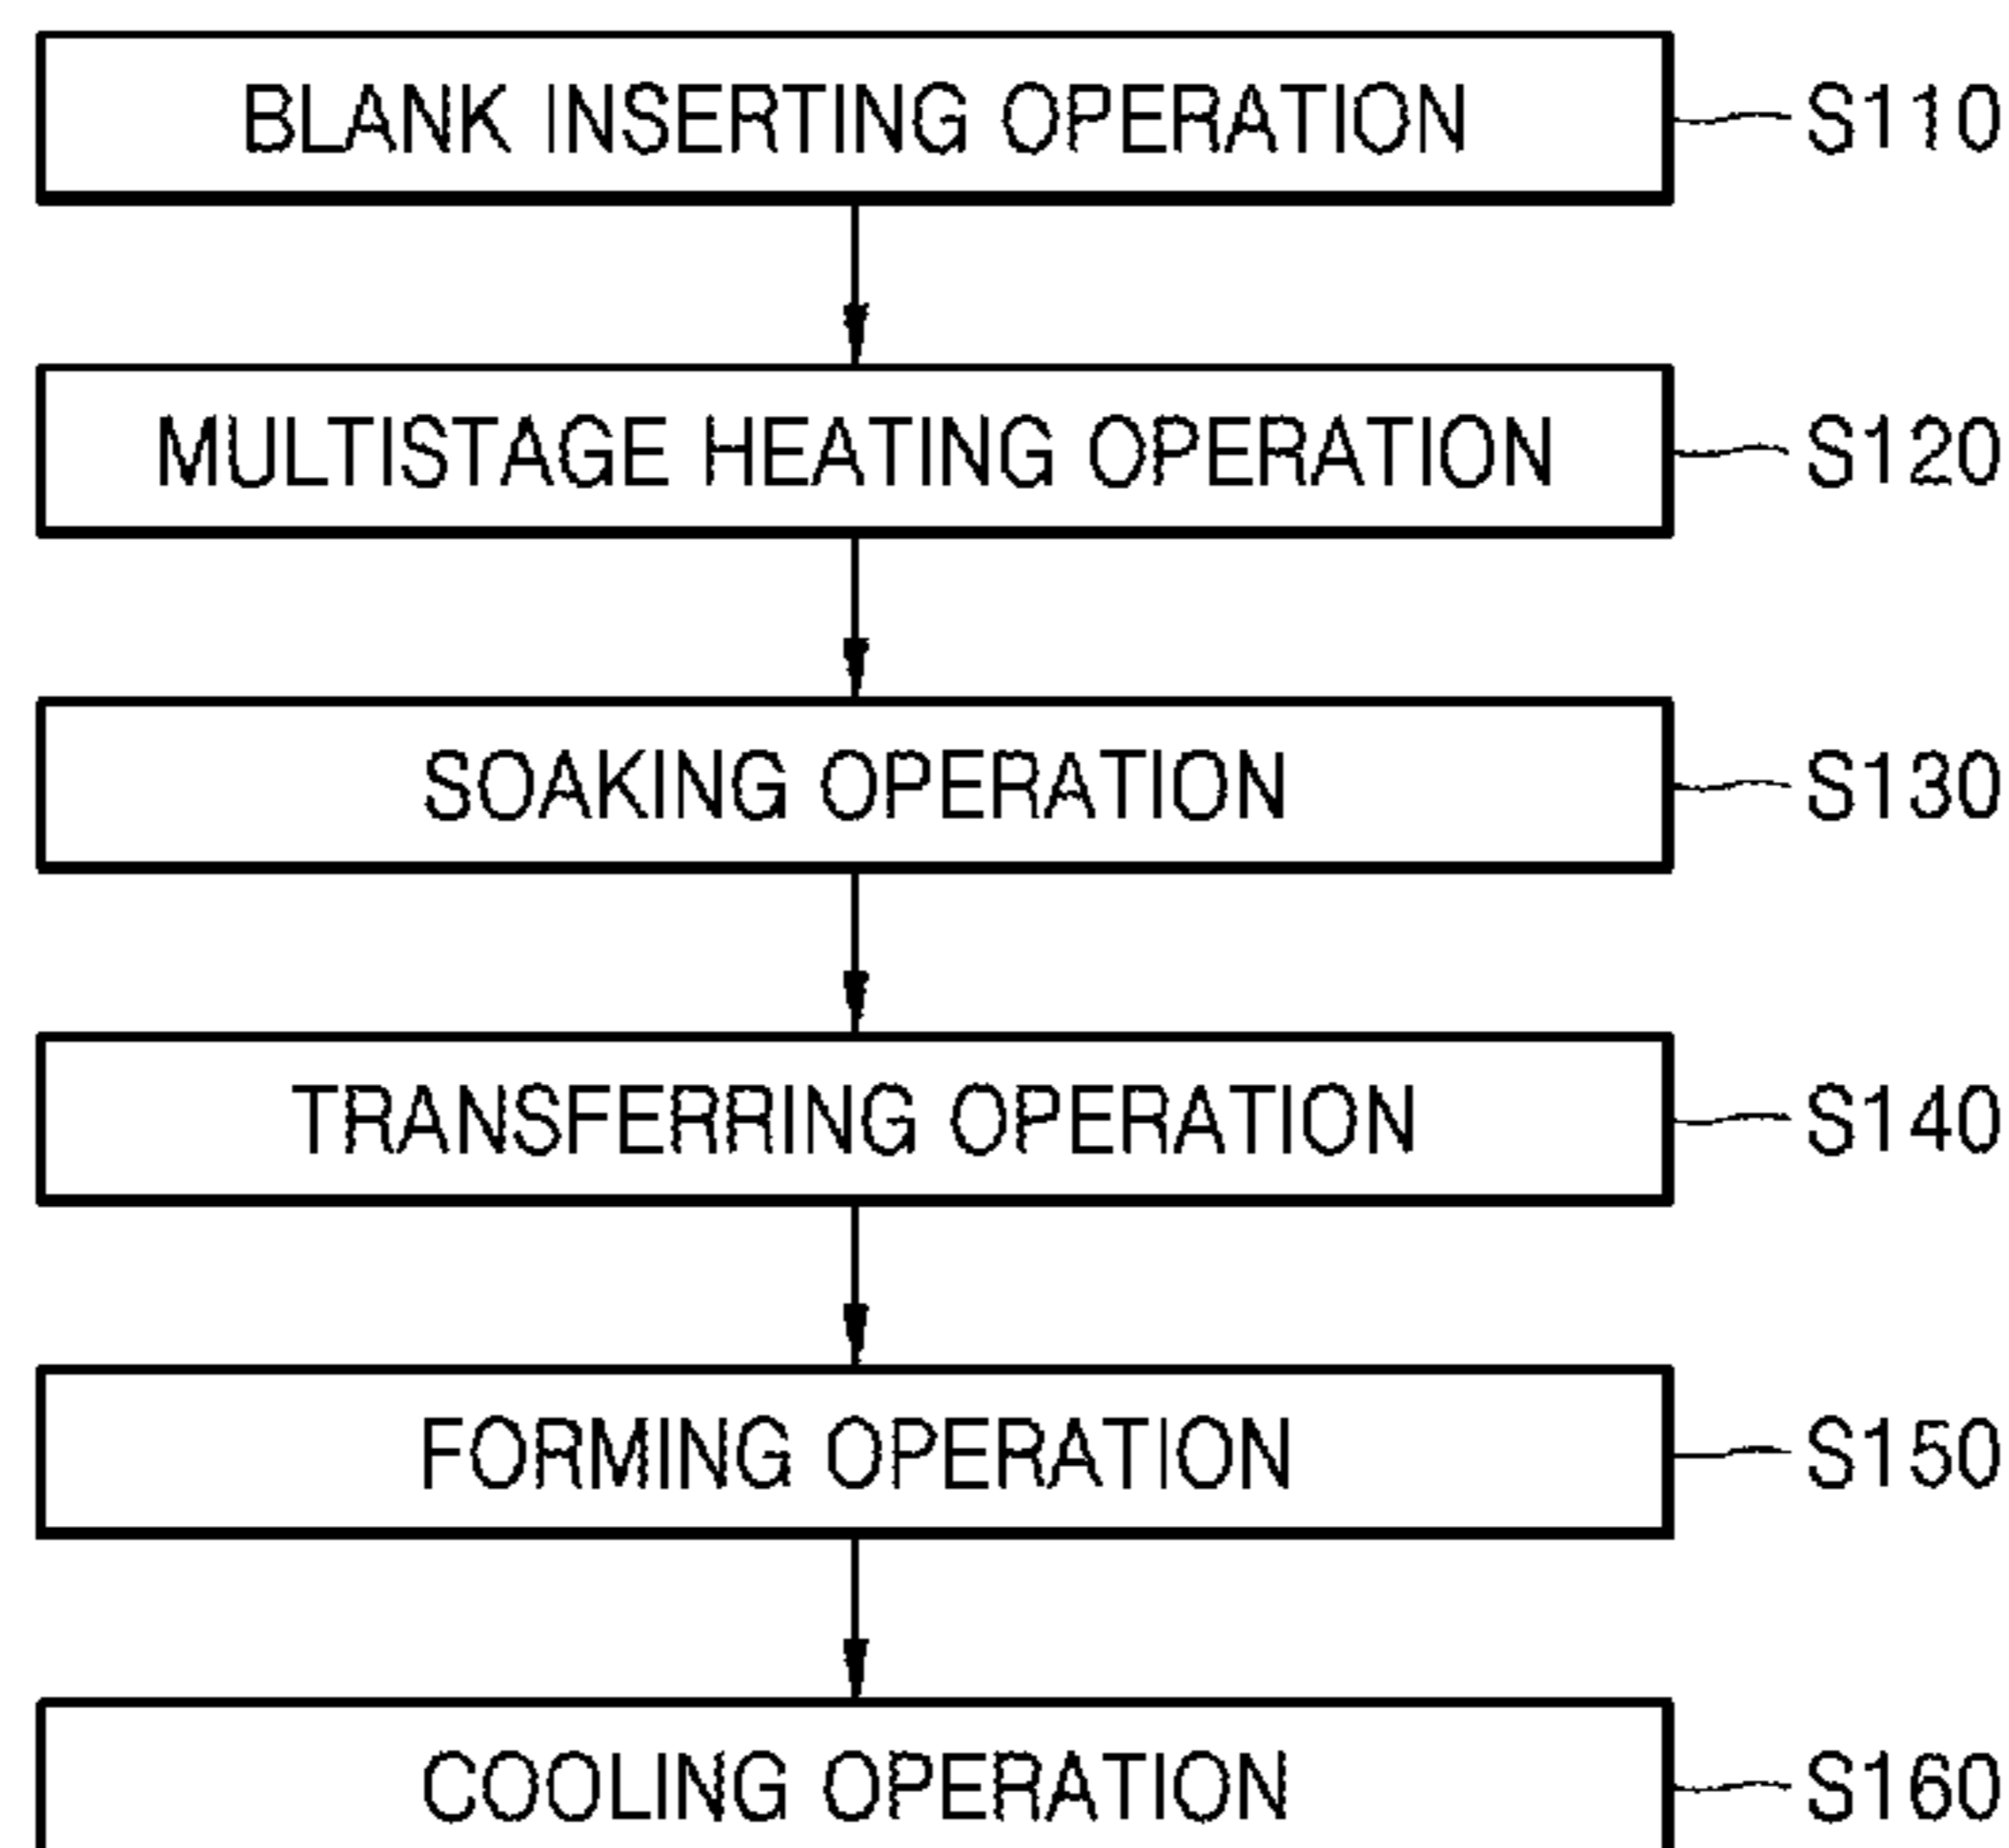 BLANK INSERTING OPERATION S110
MULTISTAGE HEATING OPERATION S120
SOAKING OPERATION S130
TRANSFERRING OPERATION S140
FORMING OPERATION S150
COOLING OPERATION S160